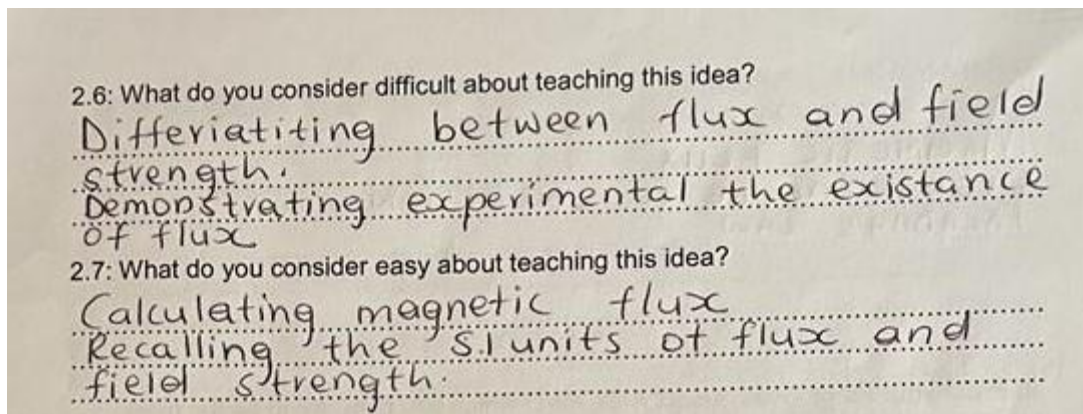 2.6: What do you consider difficult about teaching this idea?
Differiatiting between flux and field
strength.
Demonstrating experimental the existance
of flux
2.7: What do you consider easy about teaching this idea?
Calculating magnetic flux
Recalling the S.I units of flux and
field strength.